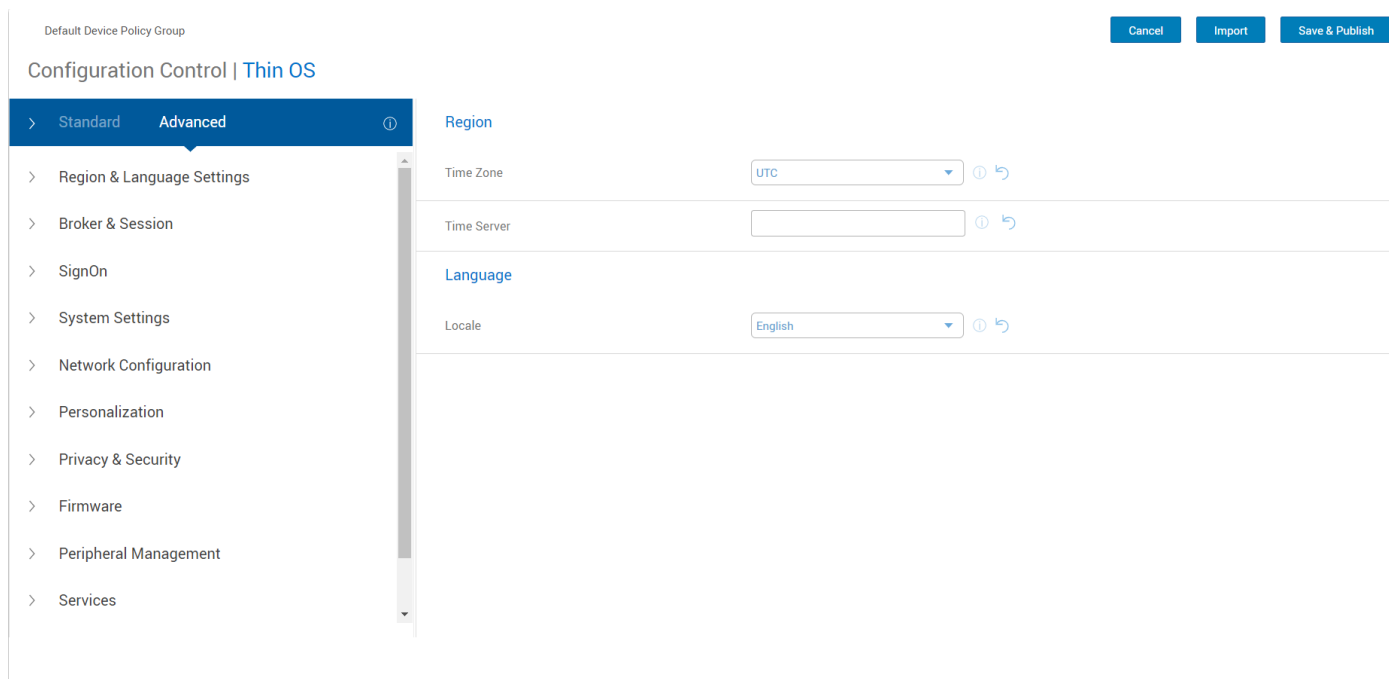 Default Device Policy Group
Cancel
Import
Save & Publish
Configuration Control | Thin OS
Standard
Advanced
Region & Language Settings
Broker & Session
SignOn
System Settings
Network Configuration
Personalization
Privacy & Security
Firmware
Peripheral Management
Services
Region
Time Zone
UTC
Time Server
Language
Locale
English